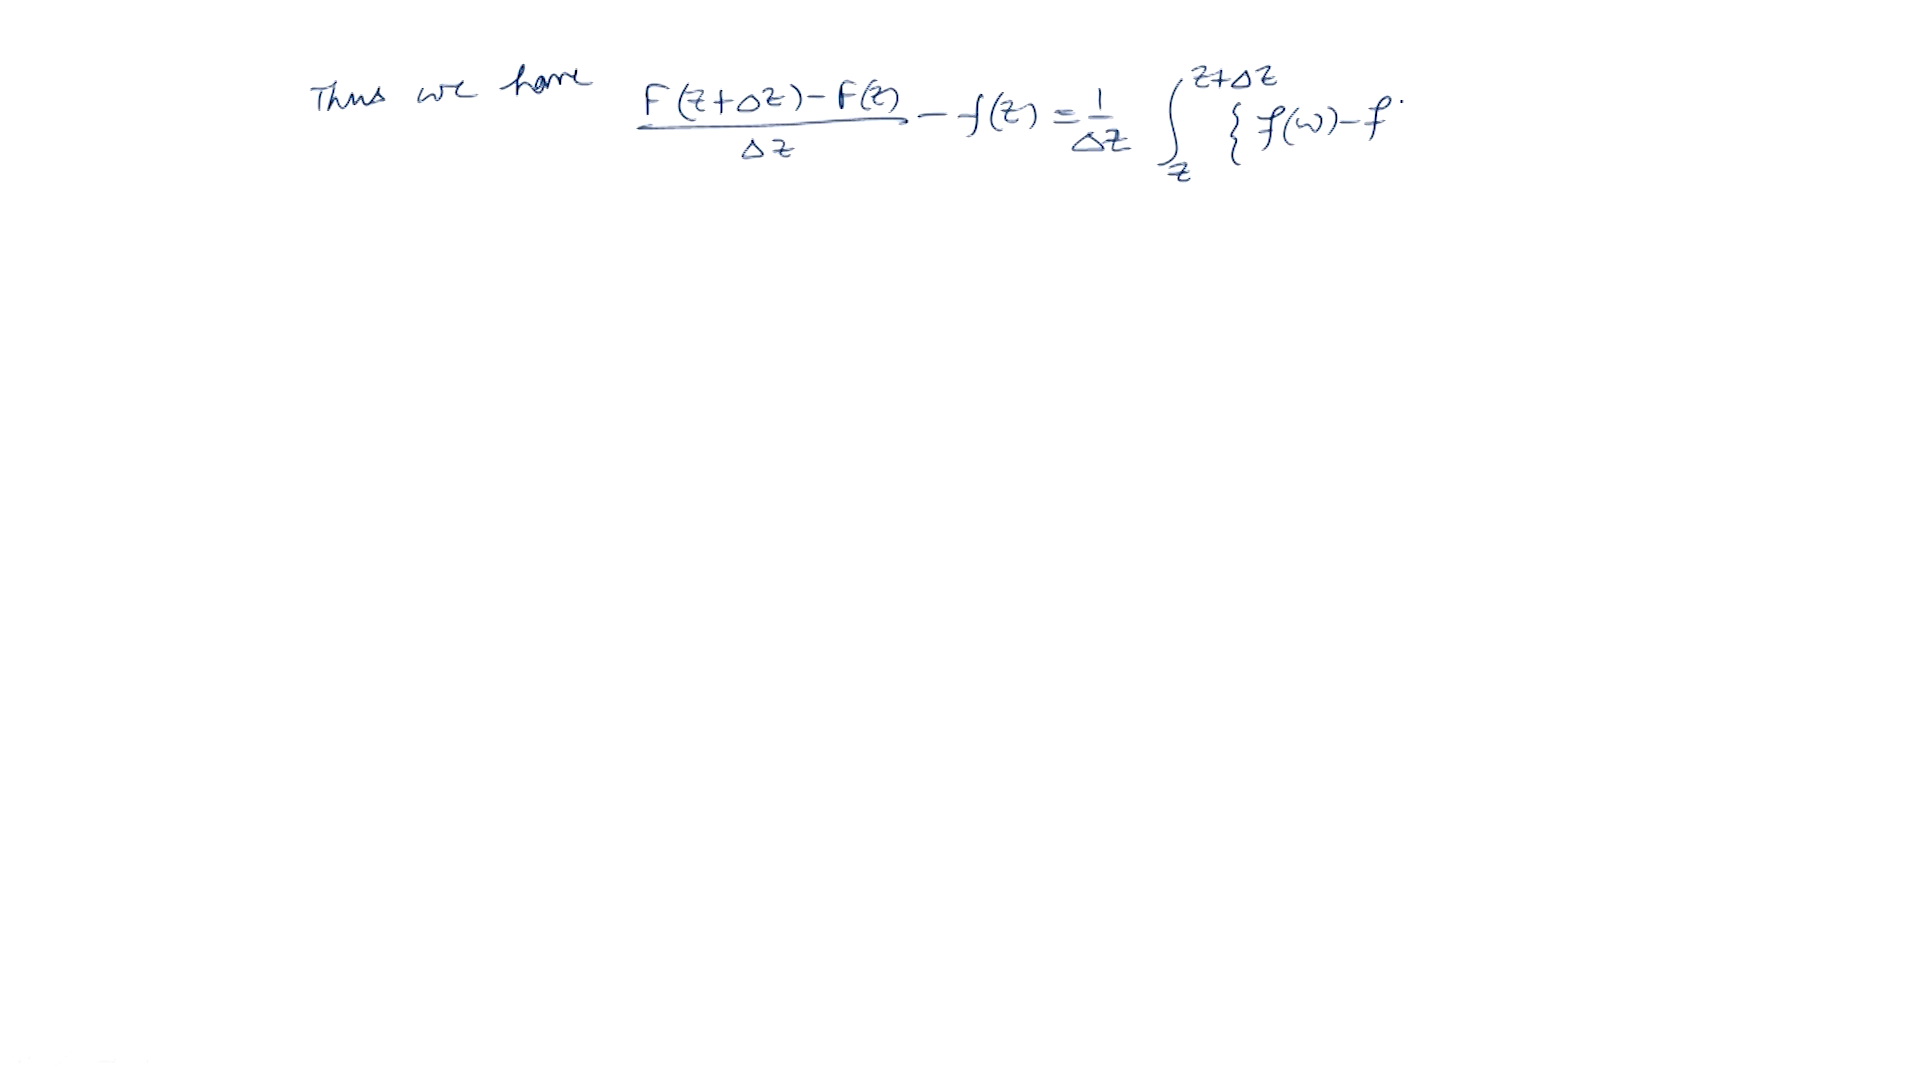 Thus we have (F(z+Δz)-F(z))/Δz - f(z) = 1/Δz ∫_z^{z+Δz} { f(w)-f